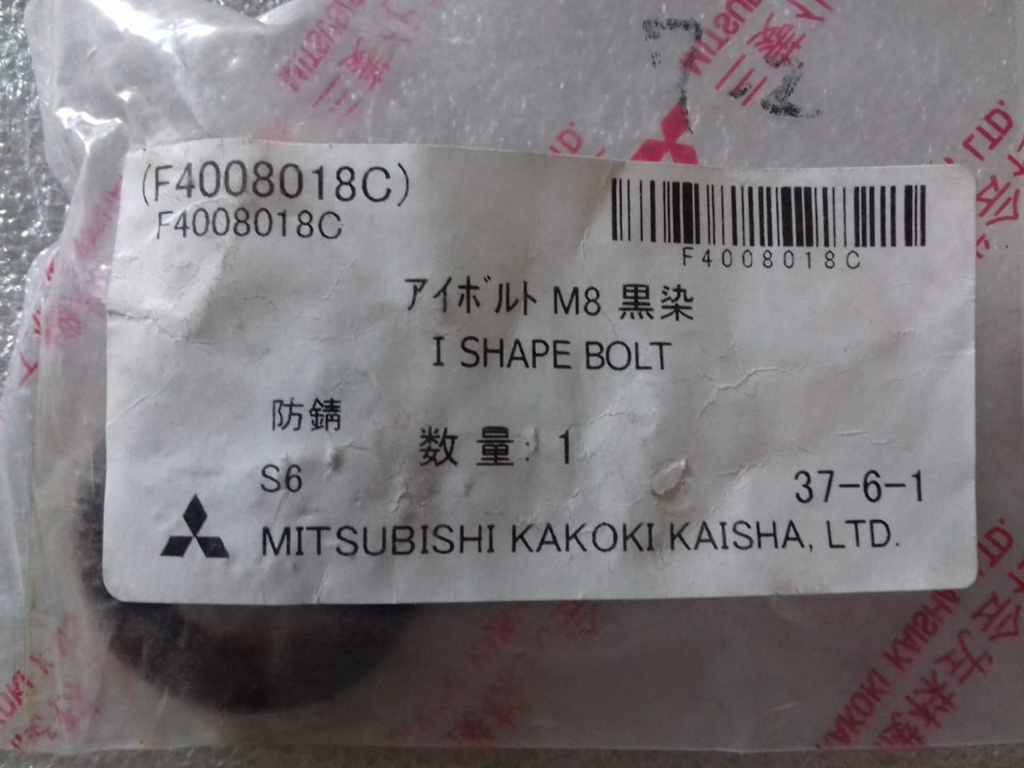 (F4008018C)
F4008018C
F4008018C
アイボルト M8 黒染
I SHAPE BOLT
防錆
数量: 1
S6
37-6-1
MITSUBISHI KAKOKI KAISHA, LTD.